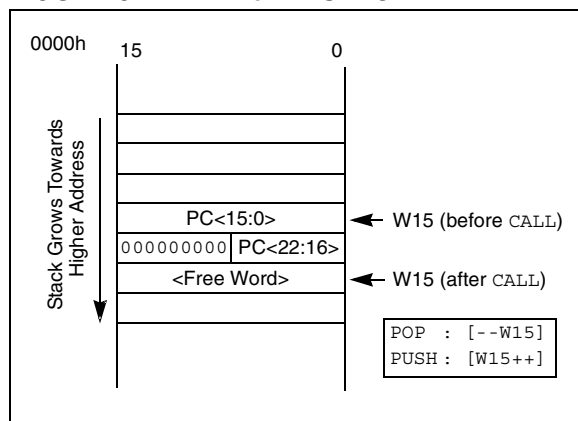 0000h
15 0
Stack Grows Towards
Higher Address
PC<15:0>
W15 (before CALL)
000000000 PC<22:16>
<Free Word>
W15 (after CALL)
POP : [--W15]
PUSH : [W15++]